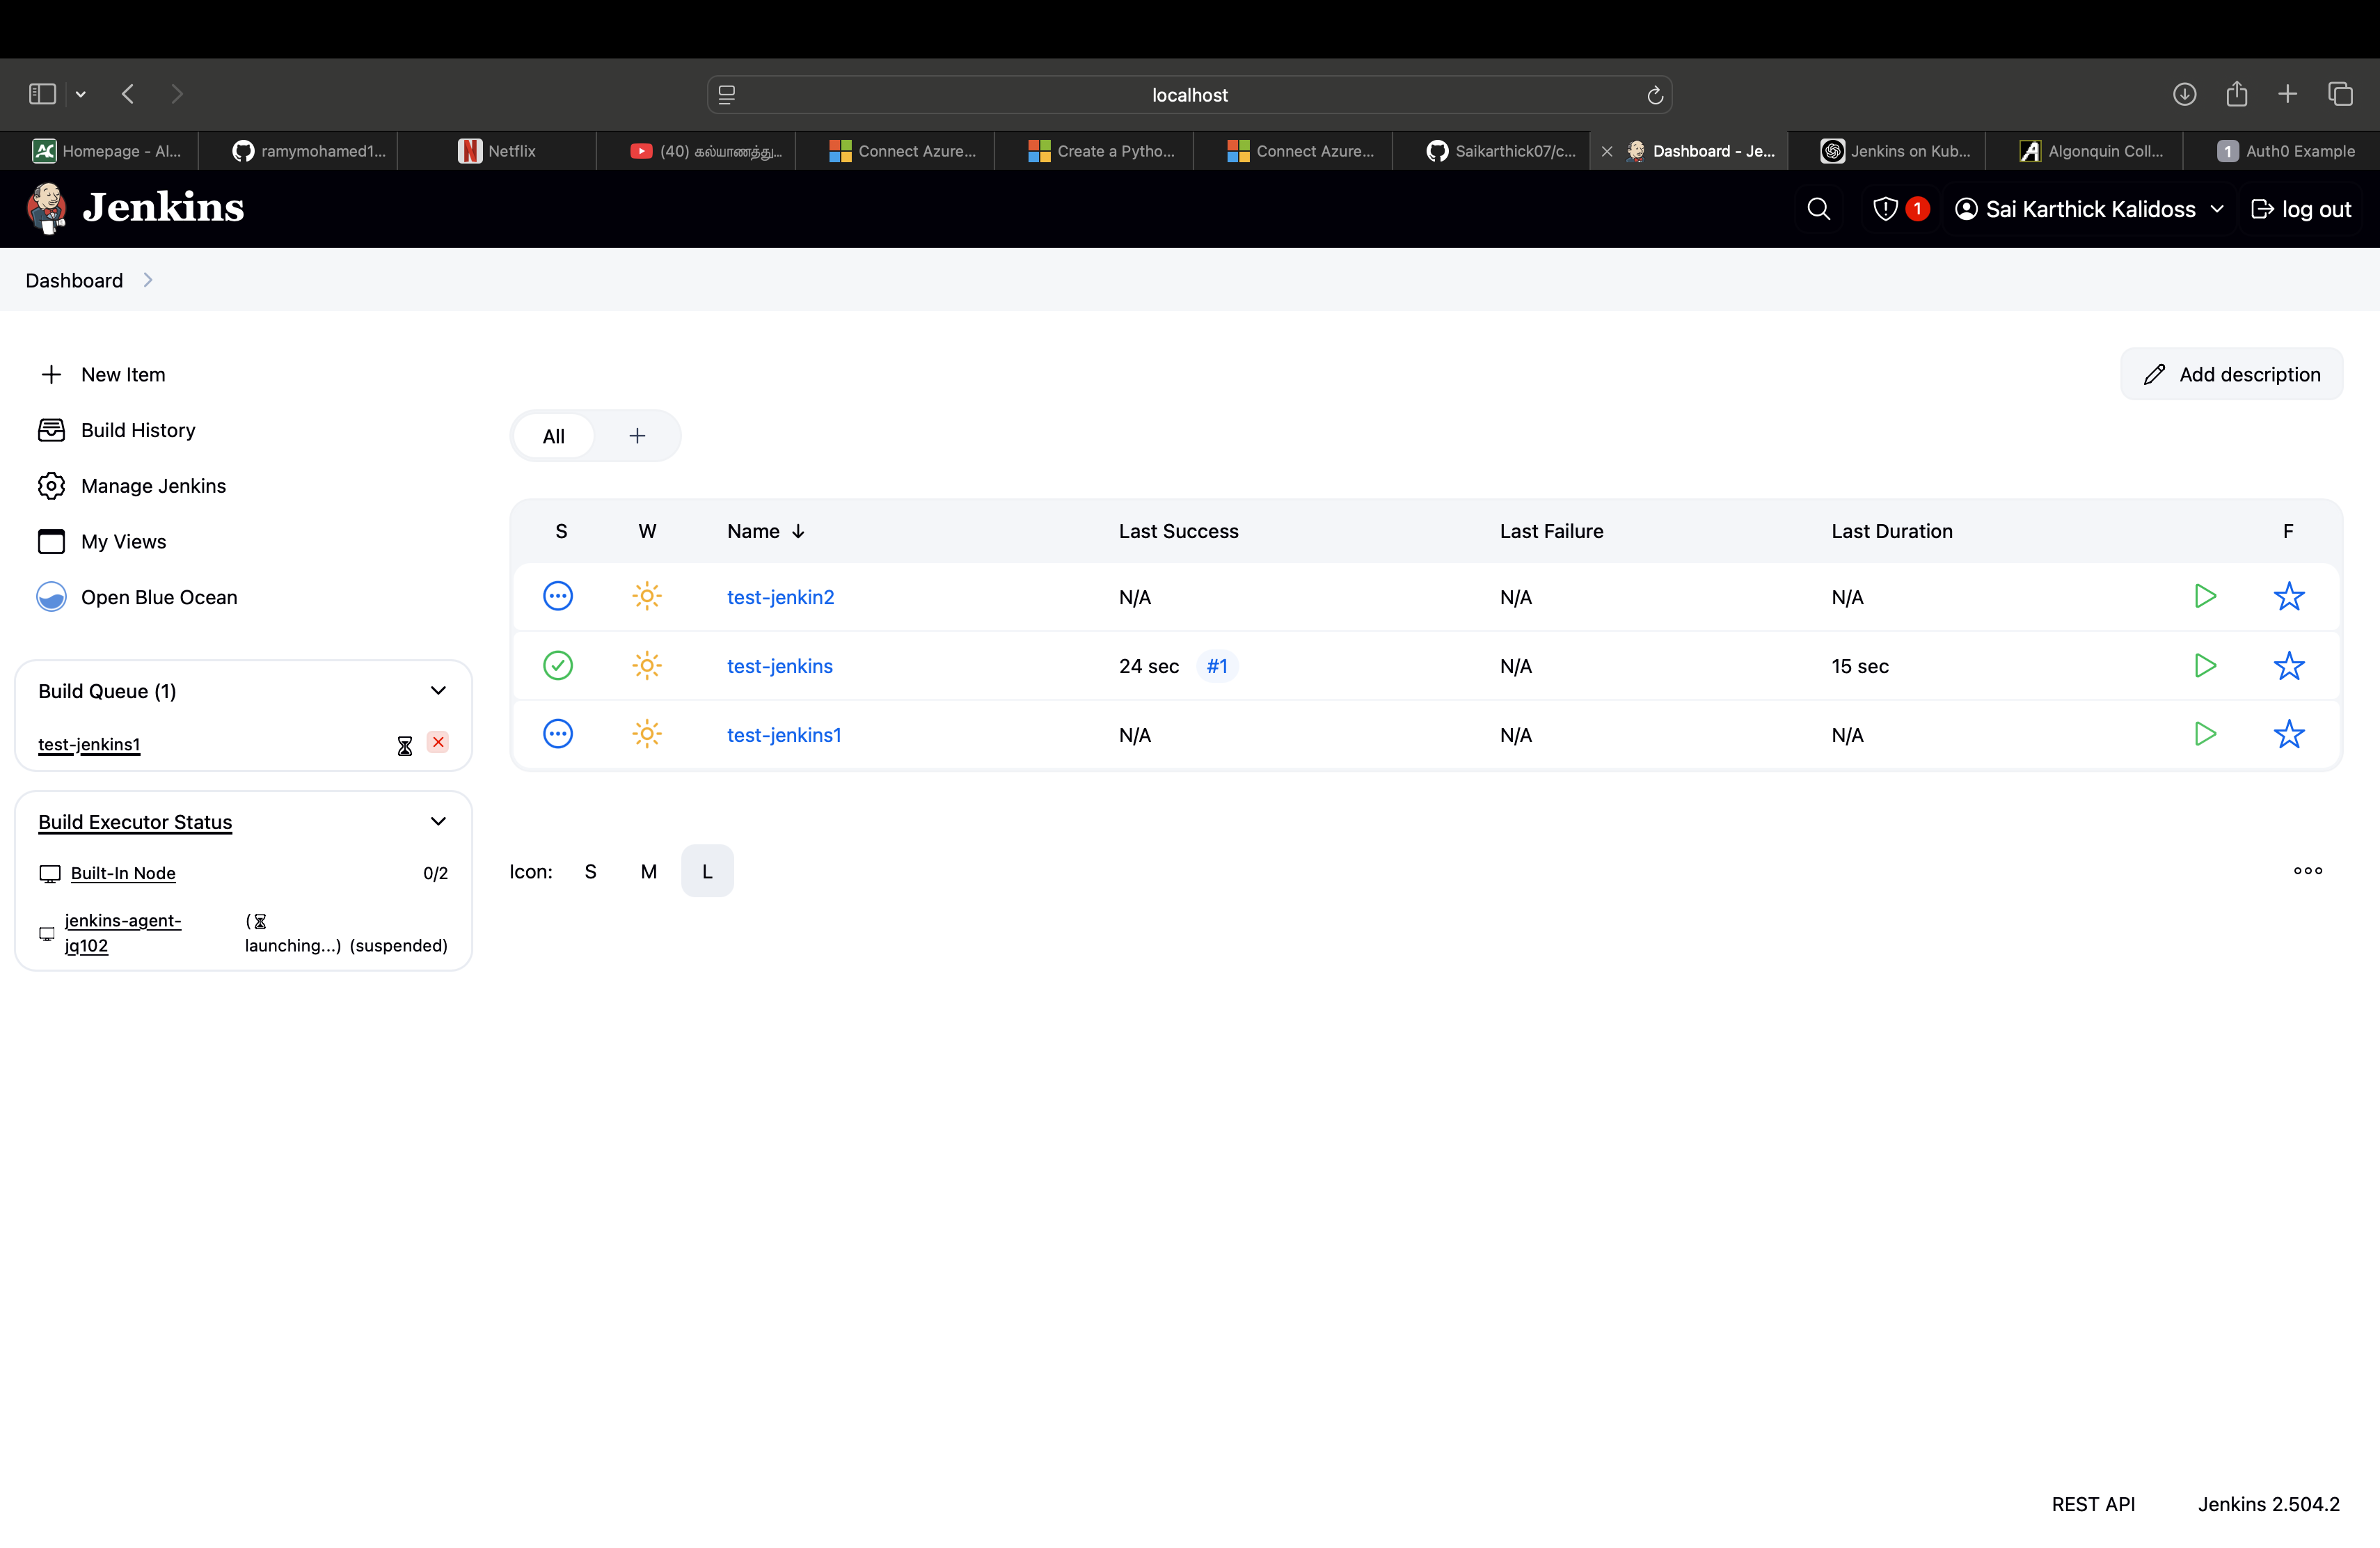 localhost
Homepage - Al...
ramymohamed1...
Netflix
(40) கல்யாணத்து...
Connect Azure...
Create a Pytho...
Connect Azure...
Saikarthick07/c...
Dashboard - Je...
Jenkins on Kub...
Algonquin Coll...
1 Auth0 Example
Jenkins
1
Sai Karthick Kalidoss
log out
Dashboard
New Item
Build History
Manage Jenkins
My Views
Open Blue Ocean
Build Queue (1)
test-jenkins1
Build Executor Status
Built-In Node 0/2
jenkins-agent-
jq102
(
launching...) (suspended)
Add description
All +
S W Name ↓ Last Success Last Failure Last Duration F
test-jenkin2 N/A N/A N/A
test-jenkins 24 sec #1 N/A 15 sec
test-jenkins1 N/A N/A N/A
Icon: S M L
REST API Jenkins 2.504.2